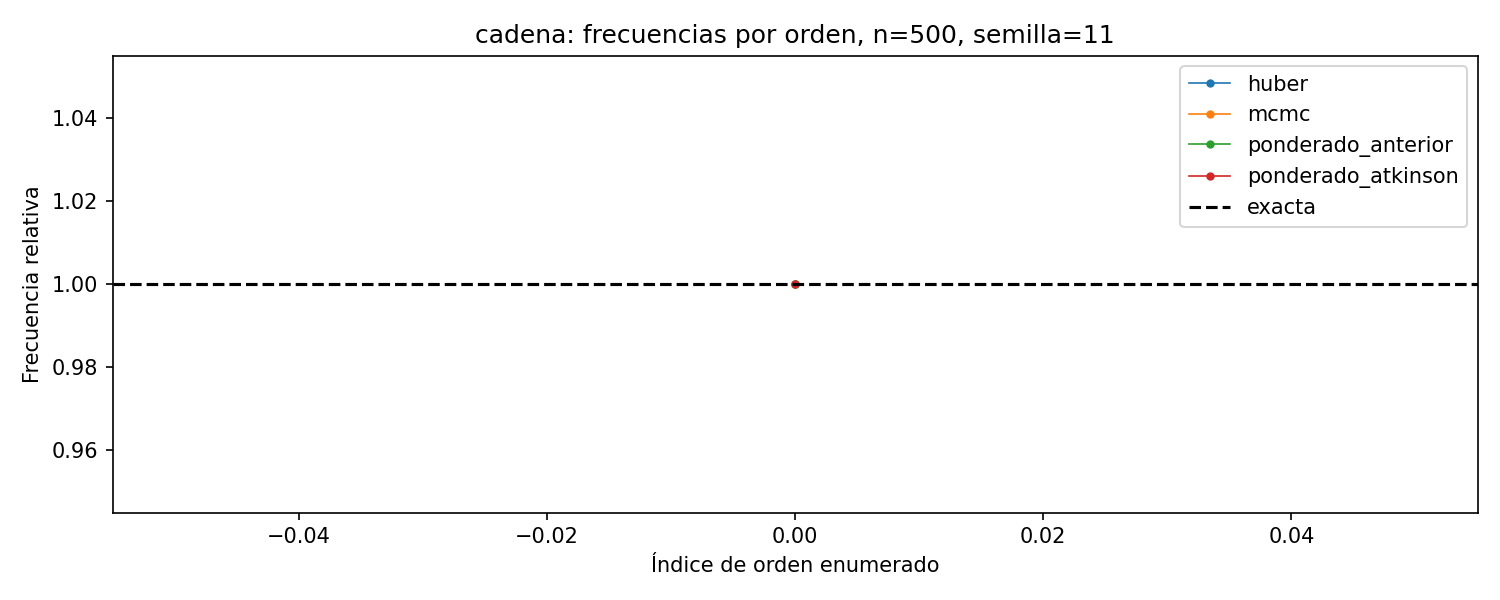 cadena: frecuencias por orden, n=500, semilla=11
huber
mcmc
ponderado_anterior
ponderado_atkinson
exacta
Frecuencia relativa
1.04
1.02
1.00
0.98
0.96
−0.04
−0.02
0.00
0.02
0.04
Índice de orden enumerado